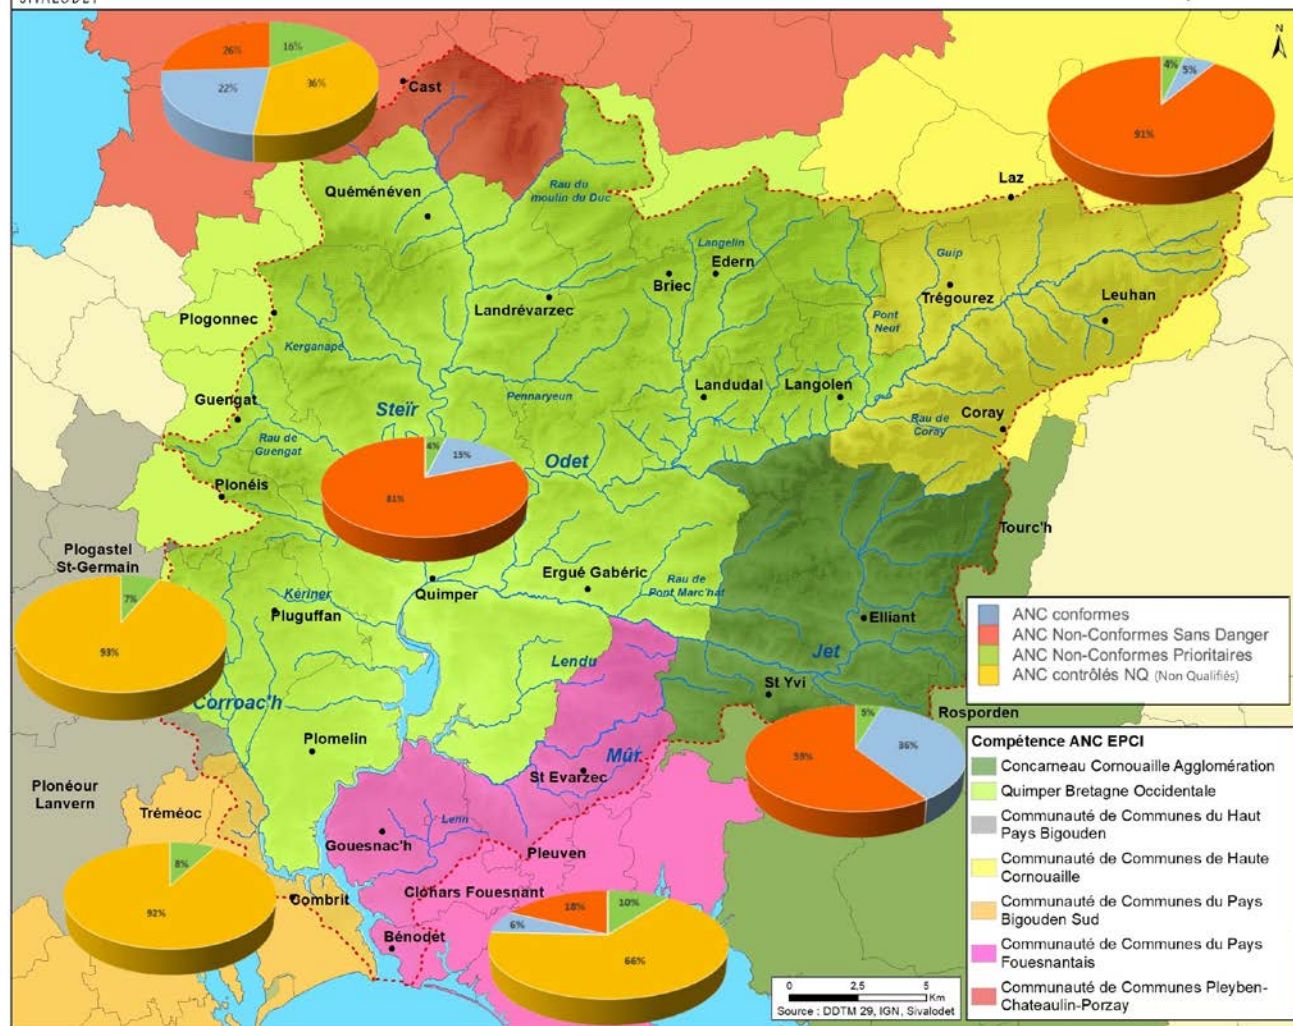 SIVALODET
N
26%
16%
22%
36%
4%
5%
91%
Cast
Laz
Quéménéven
Rau du
moulin du Duc
Langelin
Edern
Guip
Briec
Trégourez
Leuhan
Landrévarzec
Plogonnec
Pont
Neuf
Kerganape
Landudal
Langolen
Pennaryeun
Guengat
Steïr
Coray
Rau de
Coray
Rau de
Guengat
4%
15%
81%
Odet
Plonéis
Tourc'h
Plogastel
St-Germain
Ergué Gabéric
Rau de
Pont Marc'hat
Kériner
Quimper
Pluguffan
Elliant
7%
93%
Lendu
Jet
St Yvi
Corroac'h
Rosporden
Plomelin
Mûr
St Evarzec
5%
36%
59%
Plonéour
Lanvern
Tréméoc
Lenn
Gouesnac'h
Pleuven
8%
92%
Clohars Fouesnant
Combrit
Bénodet
18%
10%
6%
66%
ANC conformes
ANC Non-Conformes Sans Danger
ANC Non-Conformes Prioritaires
ANC contrôlés NQ (Non Qualifiés)
Compétence ANC EPCI
Concarneau Cornouaille Agglomération
Quimper Bretagne Occidentale
Communauté de Communes du Haut
Pays Bigouden
Communauté de Communes de Haute
Cornouaille
Communauté de Communes du Pays
Bigouden Sud
Communauté de Communes du Pays
Fouesnantais
Communauté de Communes Pleyben-
Chateaulin-Porzay
0 2,5 5
Km
Source : DDTM 29, IGN, Sivalodet